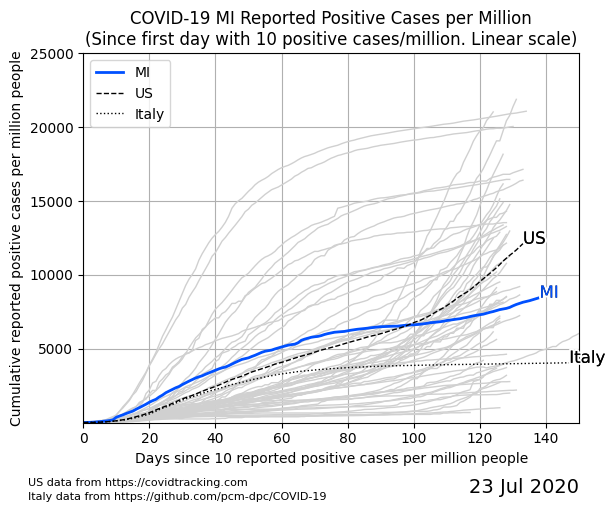 COVID-19 MI Reported Positive Cases per Million
(Since first day with 10 positive cases/million. Linear scale)
Cumulative reported positive cases per million people
25000
20000
15000
10000
5000
MI
US
Italy
US
MI
Italy
0
20
40
60
80
100
120
140
Days since 10 reported positive cases per million people
US data from https://covidtracking.com
Italy data from https://github.com/pcm-dpc/COVID-19
23 Jul 2020